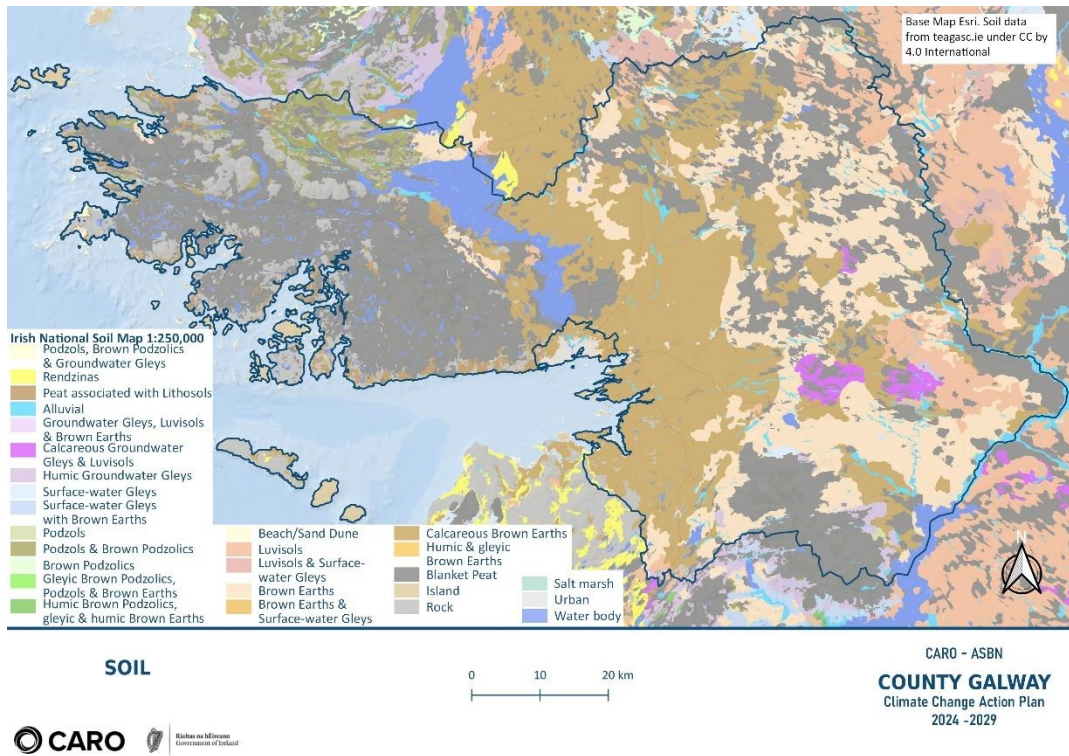 Base Map Esri. Soil data
from teagasc.ie under CC by
4.0 International
Irish National Soil Map 1:250,000
Podzols, Brown Podzolics
& Groundwater Gleys
Rendzinas
Peat associated with Lithosols
Alluvial
Groundwater Gleys, Luvisols
& Brown Earths
Calcareous Groundwater
Gleys & Luvisols
Humic Groundwater Gleys
Surface-water Gleys
Surface-water Gleys
with Brown Earths
Podzols
Podzols & Brown Podzolics
Brown Podzolics
Gleyic Brown Podzolics,
Podzols & Brown Earths
Humic Brown Podzolics,
gleyic & humic Brown Earths
Beach/Sand Dune
Luvisols
Luvisols & Surface-
water Gleys
Brown Earths
Brown Earths &
Surface-water Gleys
Calcareous Brown Earths
Humic & gleyic
Brown Earths
Blanket Peat
Island
Rock
Salt marsh
Urban
Water body
SOIL
0 10 20 km
CARO - ASBN
COUNTY GALWAY
Climate Change Action Plan
2024 -2029
CARO
Rialtas na hÉireann
Government of Ireland